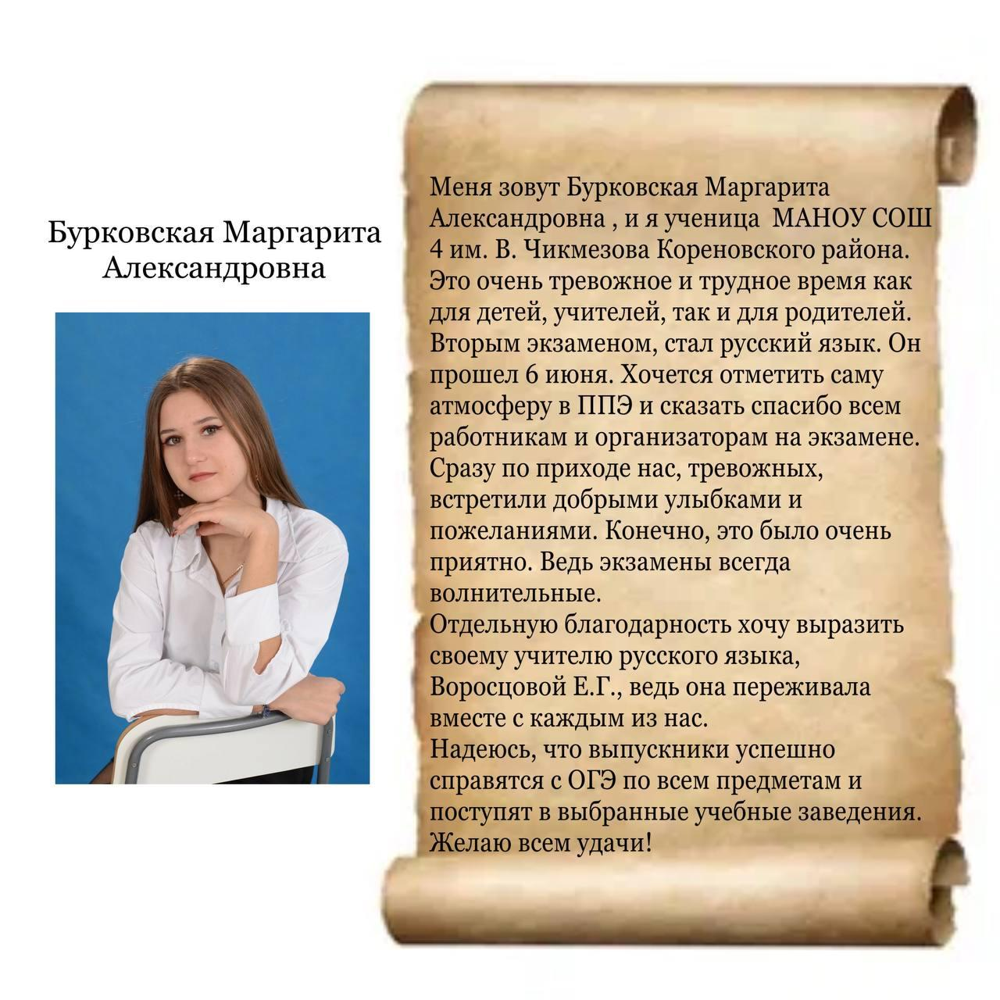 Бурковская Маргарита
Александровна
Меня зовут Бурковская Маргарита
Александровна , и я ученица МАНОУ СОШ
4 им. В. Чикмезова Кореновского района.
Это очень тревожное и трудное время как
для детей, учителей, так и для родителей.
Вторым экзаменом, стал русский язык. Он
прошел 6 июня. Хочется отметить саму
атмосферу в ППЭ и сказать спасибо всем
работникам и организаторам на экзамене.
Сразу по приходе нас, тревожных,
встретили добрыми улыбками и
пожеланиями. Конечно, это было очень
приятно. Ведь экзамены всегда
волнительные.
Отдельную благодарность хочу выразить
своему учителю русского языка,
Воросцовой Е.Г., ведь она переживала
вместе с каждым из нас.
Надеюсь, что выпускники успешно
справятся с ОГЭ по всем предметам и
поступят в выбранные учебные заведения.
Желаю всем удачи!